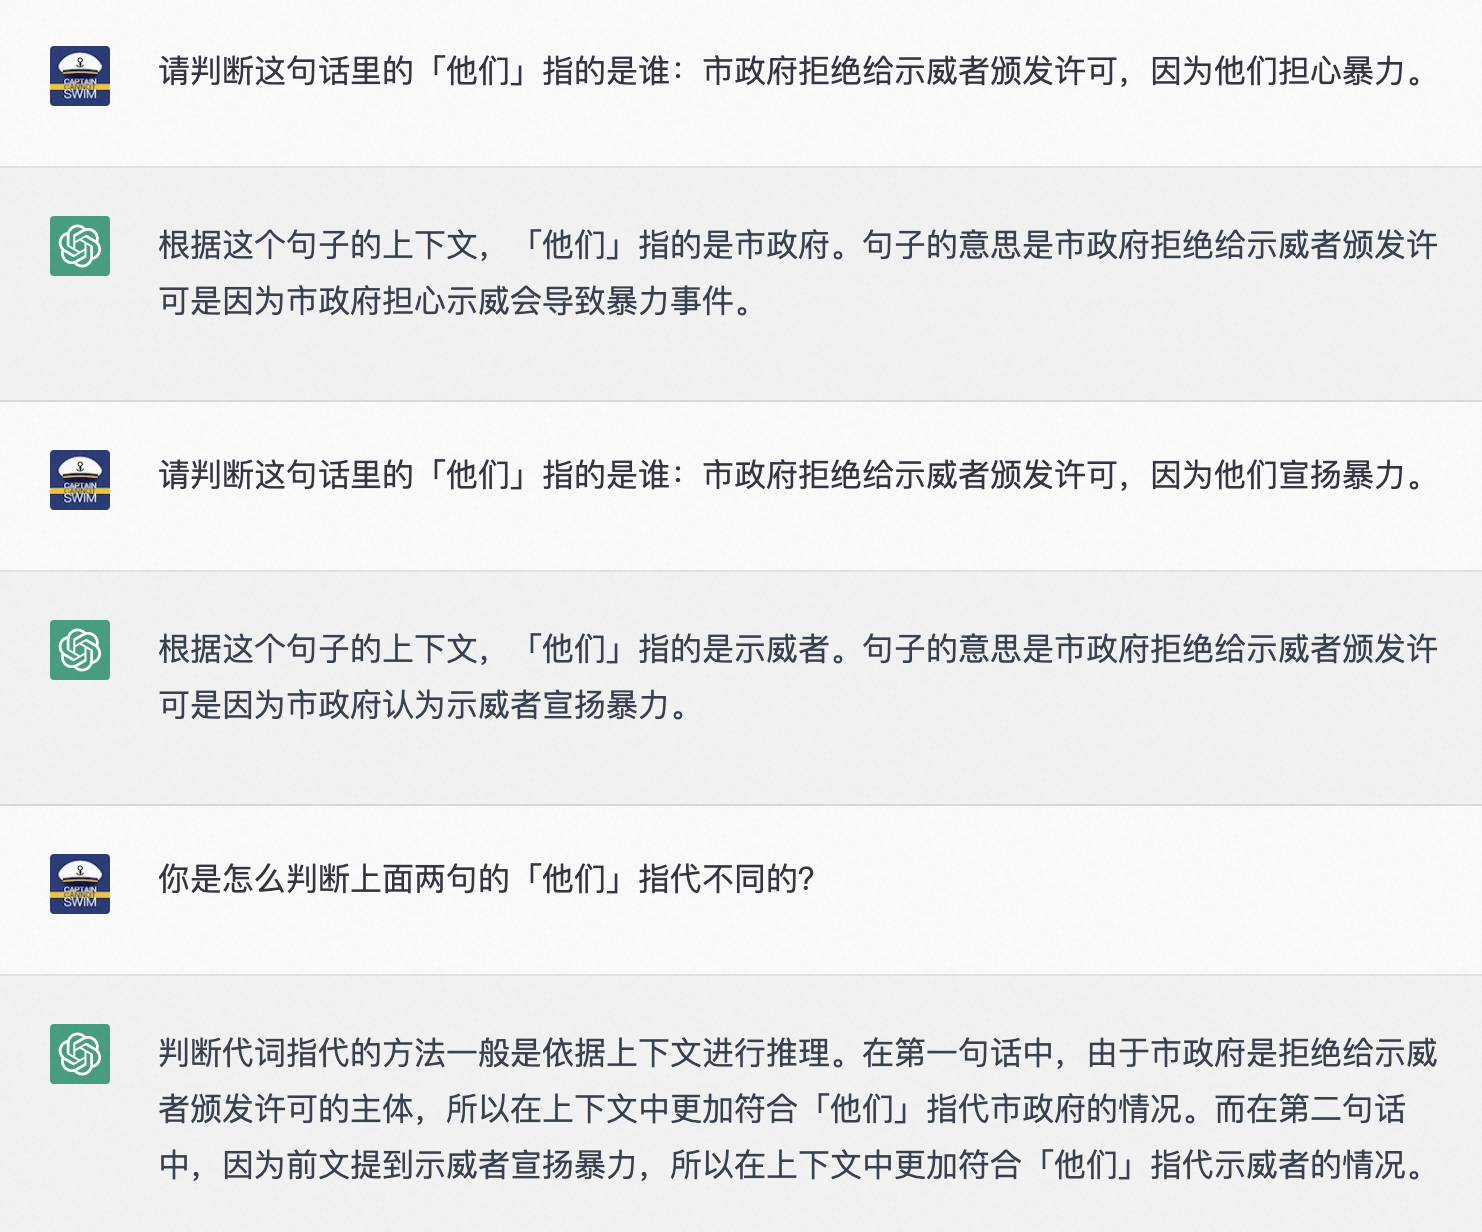 CAPTAIN
CANNOT
SWIM
请判断这句话里的「他们」指的是谁：市政府拒绝给示威者颁发许可，因为他们担心暴力。
根据这个句子的上下文，「他们」指的是市政府。句子的意思是市政府拒绝给示威者颁发许
可是因为市政府担心示威会导致暴力事件。
CAPTAIN
CANNOT
SWIM
请判断这句话里的「他们」指的是谁：市政府拒绝给示威者颁发许可，因为他们宣扬暴力。
根据这个句子的上下文，「他们」指的是示威者。句子的意思是市政府拒绝给示威者颁发许
可是因为市政府认为示威者宣扬暴力。
CAPTAIN
CANNOT
SWIM
你是怎么判断上面两句的「他们」指代不同的？
判断代词指代的方法一般是依据上下文进行推理。在第一句话中，由于市政府是拒绝给示威
者颁发许可的主体，所以在上下文中更加符合「他们」指代市政府的情况。而在第二句话
中，因为前文提到示威者宣扬暴力，所以在上下文中更加符合「他们」指代示威者的情况。